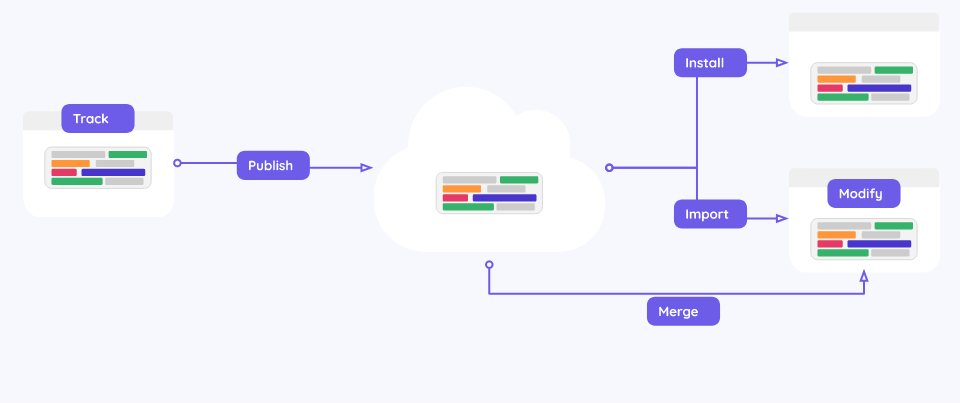 Track
Publish
Install
Import
Modify
Merge